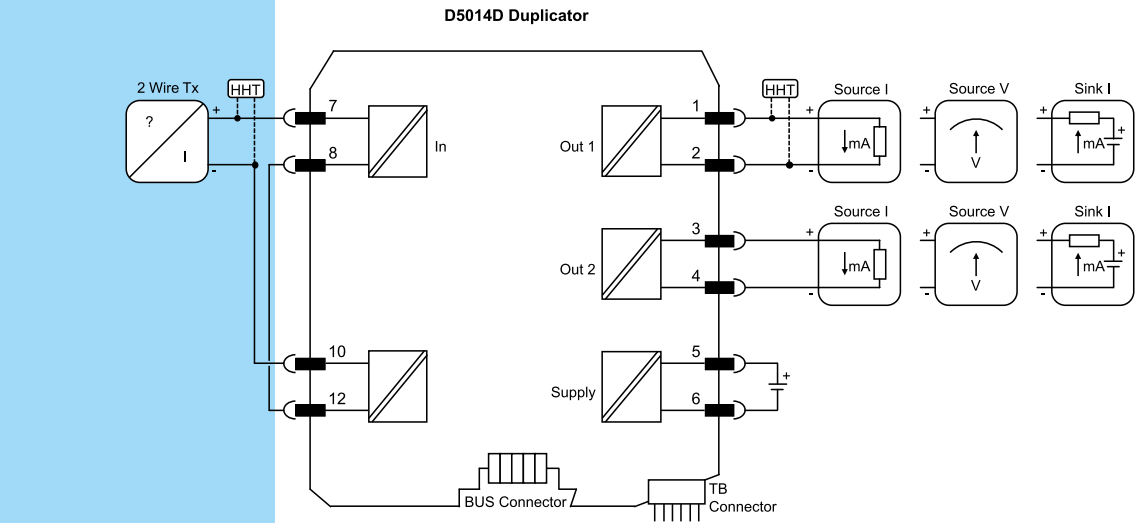 D5014D Duplicator
2 Wire Tx
HHT
+
-
?
I
7
8
In
10
12
1
2
Out 1
HHT
+
-
Source I
mA
+
-
Source V
V
+
-
Sink I
mA
+
3
4
Out 2
+
-
Source I
mA
+
-
Source V
V
+
-
Sink I
mA
+
5
6
Supply
+
BUS Connector
TB
Connector